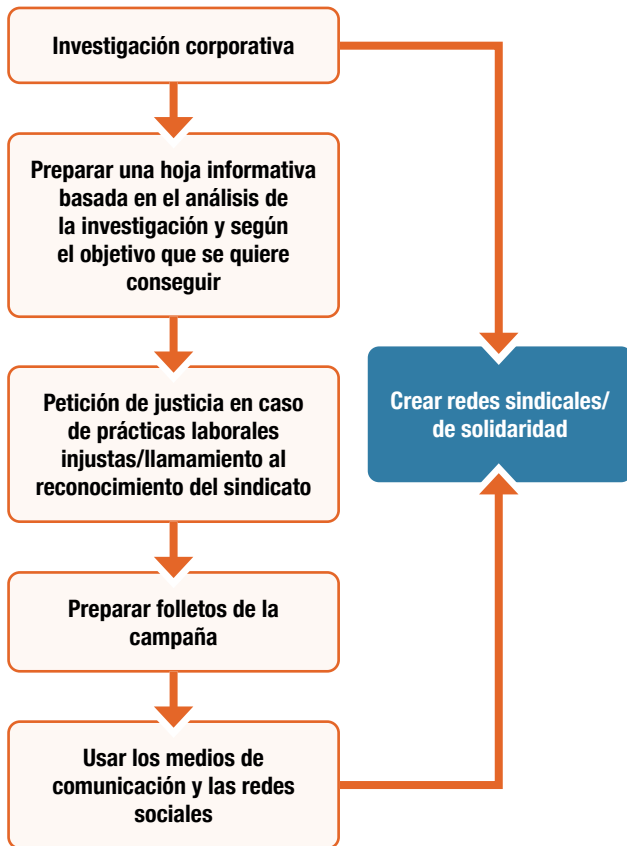 Investigación corporativa
Preparar una hoja informativa
basada en el análisis de
la investigación y según
el objetivo que se quiere
conseguir
Petición de justicia en caso
de prácticas laborales
injustas/llamamiento al
reconocimiento del sindicato
Crear redes sindicales/
de solidaridad
Preparar folletos de la
campaña
Usar los medios de
comunicación y las redes
sociales